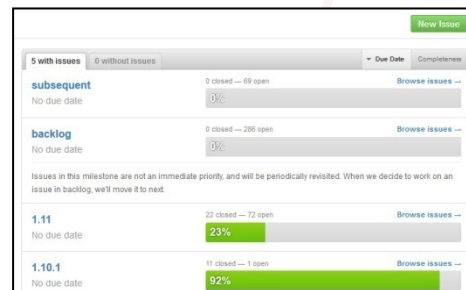 New Issue
5 with issues 0 without issues Due Date Completeness
subsequent 0 closed — 69 open Browse issues →
No due date 0%
backlog 0 closed — 286 open Browse issues →
No due date 0%
Issues in this milestone are not an immediate priority, and will be periodically revisited. When we decide to work on an
issue in backlog, we'll move it to next.
1.11 22 closed — 72 open Browse issues →
No due date 23%
1.10.1 11 closed — 1 open Browse issues →
No due date 92%